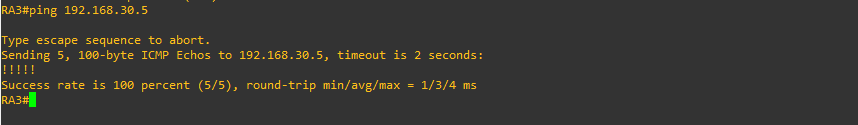 RA3#ping 192.168.30.5
Type escape sequence to abort.
Sending 5, 100-byte ICMP Echos to 192.168.30.5, timeout is 2 seconds:
!!!!!
Success rate is 100 percent (5/5), round-trip min/avg/max = 1/3/4 ms
RA3#